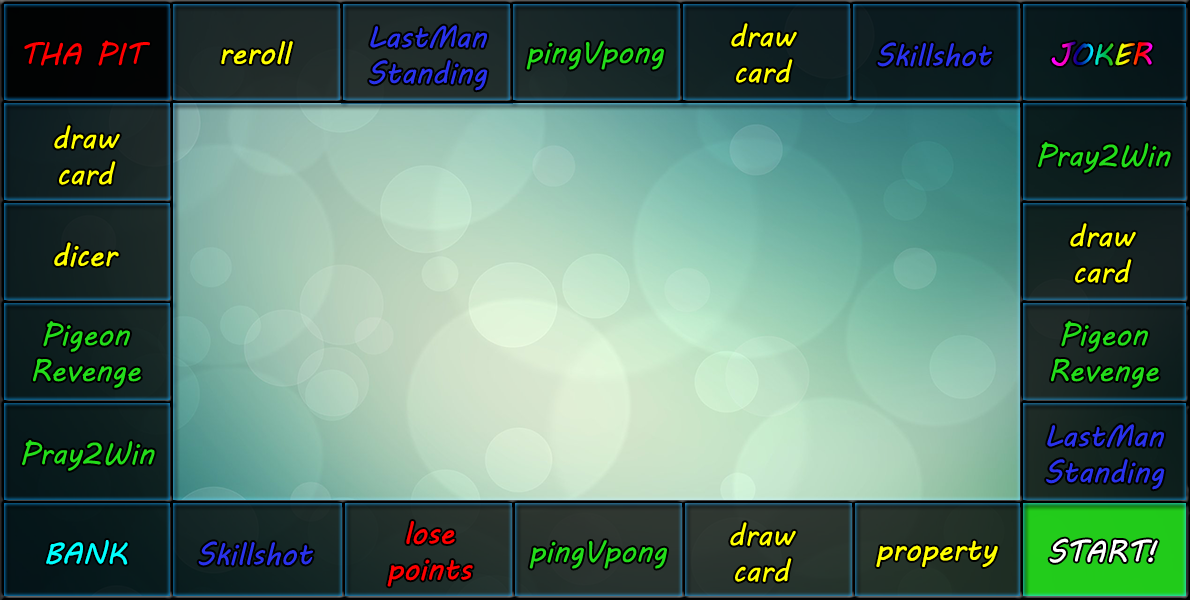 THA PIT
reroll
LastMan
Standing
pingVpong
draw
card
Skillshot
JOKER
draw
card
Pray2Win
dicer
draw
card
Pigeon
Revenge
Pigeon
Revenge
Pray2Win
LastMan
Standing
BANK
Skillshot
lose
points
pingVpong
draw
card
property
START!